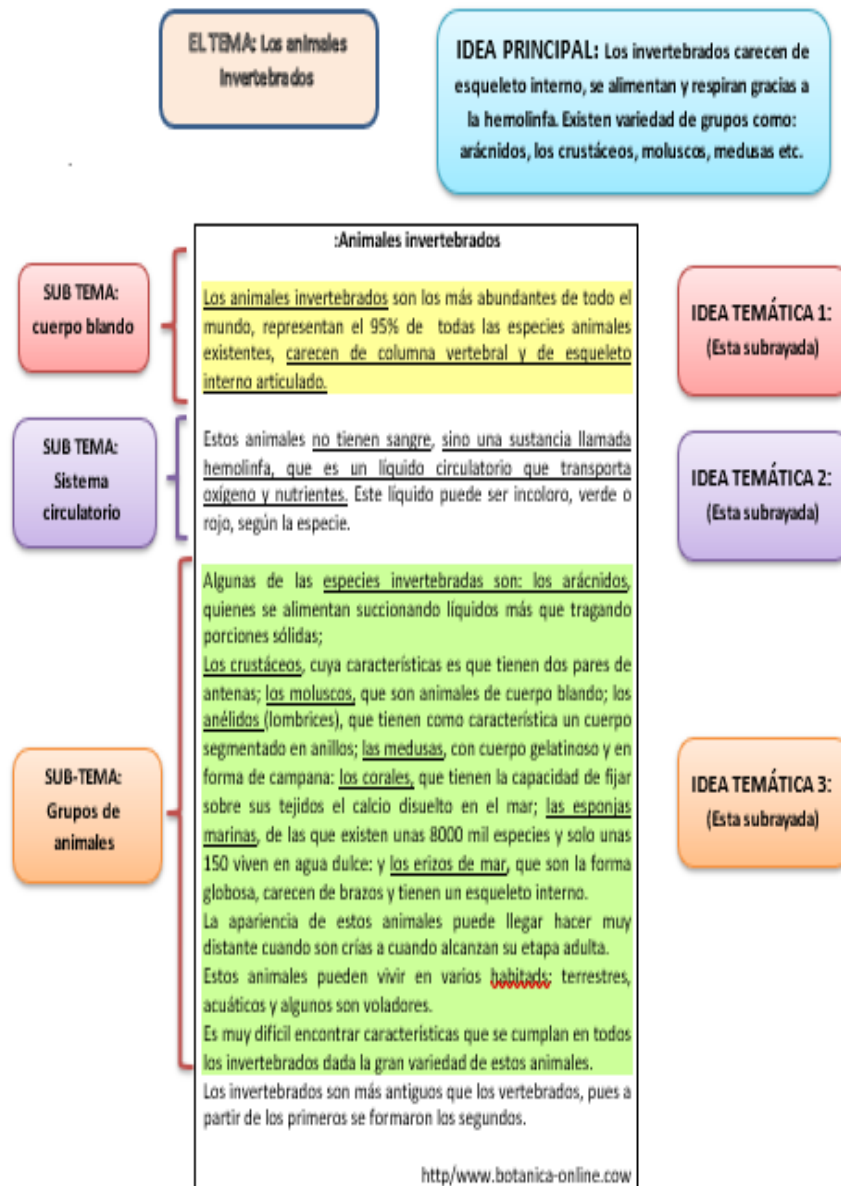 EL TEMA: Los animales
Invertebrados
IDEA PRINCIPAL: Los invertebrados carecen de
esqueleto interno, se alimentan y respiran gracias a
la hemolinfa. Existen variedad de grupos como:
arácnidos, los crustáceos, moluscos, medusas etc.
:Animales invertebrados
SUB TEMA:
cuerpo blando
Los animales invertebrados son los más abundantes de todo el
mundo, representan el 95% de todas las especies animales
existentes, carecen de columna vertebral y de esqueleto
interno articulado.
IDEA TEMÁTICA 1:
(Esta subrayada)
SUB TEMA:
Sistema
circulatorio
Estos animales no tienen sangre, sino una sustancia llamada
hemolinfa, que es un líquido circulatorio que transporta
oxígeno y nutrientes. Este líquido puede ser incoloro, verde o
rojo, según la especie.
IDEA TEMÁTICA 2:
(Esta subrayada)
SUB-TEMA:
Grupos de
animales
Algunas de las especies invertebradas son: los arácnidos,
quienes se alimentan succionando líquidos más que tragando
porciones sólidas;
Los crustáceos, cuya características es que tienen dos pares de
antenas; los moluscos, que son animales de cuerpo blando; los
anélidos (lombrices), que tienen como característica un cuerpo
segmentado en anillos; las medusas, con cuerpo gelatinoso y en
forma de campana: los corales, que tienen la capacidad de fijar
sobre sus tejidos el calcio disuelto en el mar; las esponjas
marinas, de las que existen unas 8000 mil especies y solo unas
150 viven en agua dulce: y los erizos de mar, que son la forma
globosa, carecen de brazos y tienen un esqueleto interno.
La apariencia de estos animales puede llegar hacer muy
distante cuando son crías a cuando alcanzan su etapa adulta.
Estos animales pueden vivir en varios habitads: terrestres,
acuáticos y algunos son voladores.
Es muy difícil encontrar características que se cumplan en todos
los invertebrados dada la gran variedad de estos animales.
Los invertebrados son más antiguos que los vertebrados, pues a
partir de los primeros se formaron los segundos.
IDEA TEMÁTICA 3:
(Esta subrayada)
http/www.botanica-online.cow